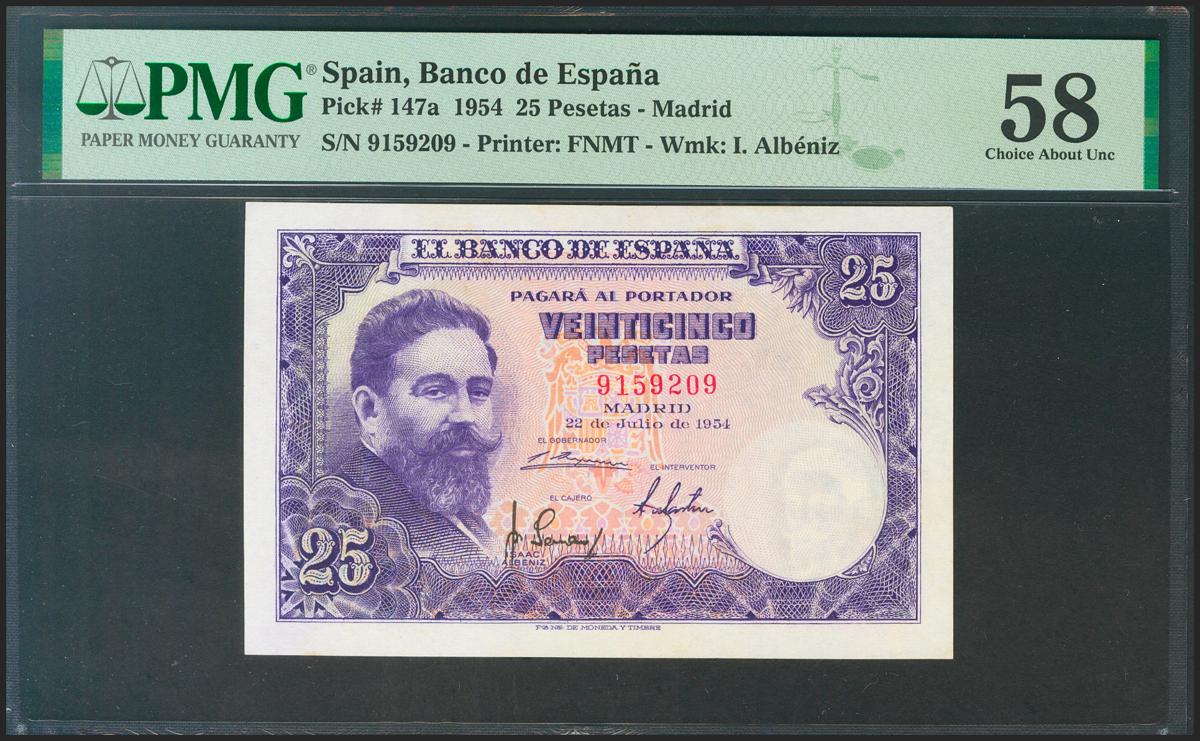 PMG®
PAPER MONEY GUARANTY
Spain, Banco de España
Pick# 147a 1954 25 Pesetas - Madrid
S/N 9159209 - Printer: FNMT - Wmk: I. Albéniz
58
Choice About Unc
EL BANCO DE ESPAÑA
25
PAGARÁ AL PORTADOR
VEINTICINCO
PESETAS
9159209
MADRID
22 de Julio de 1954
EL GOBERNADOR
EL INTERVENTOR
EL CAJERO
ISAAC
ALBENIZ
25
Fca. Nal. DE MONEDA Y TIMBRE